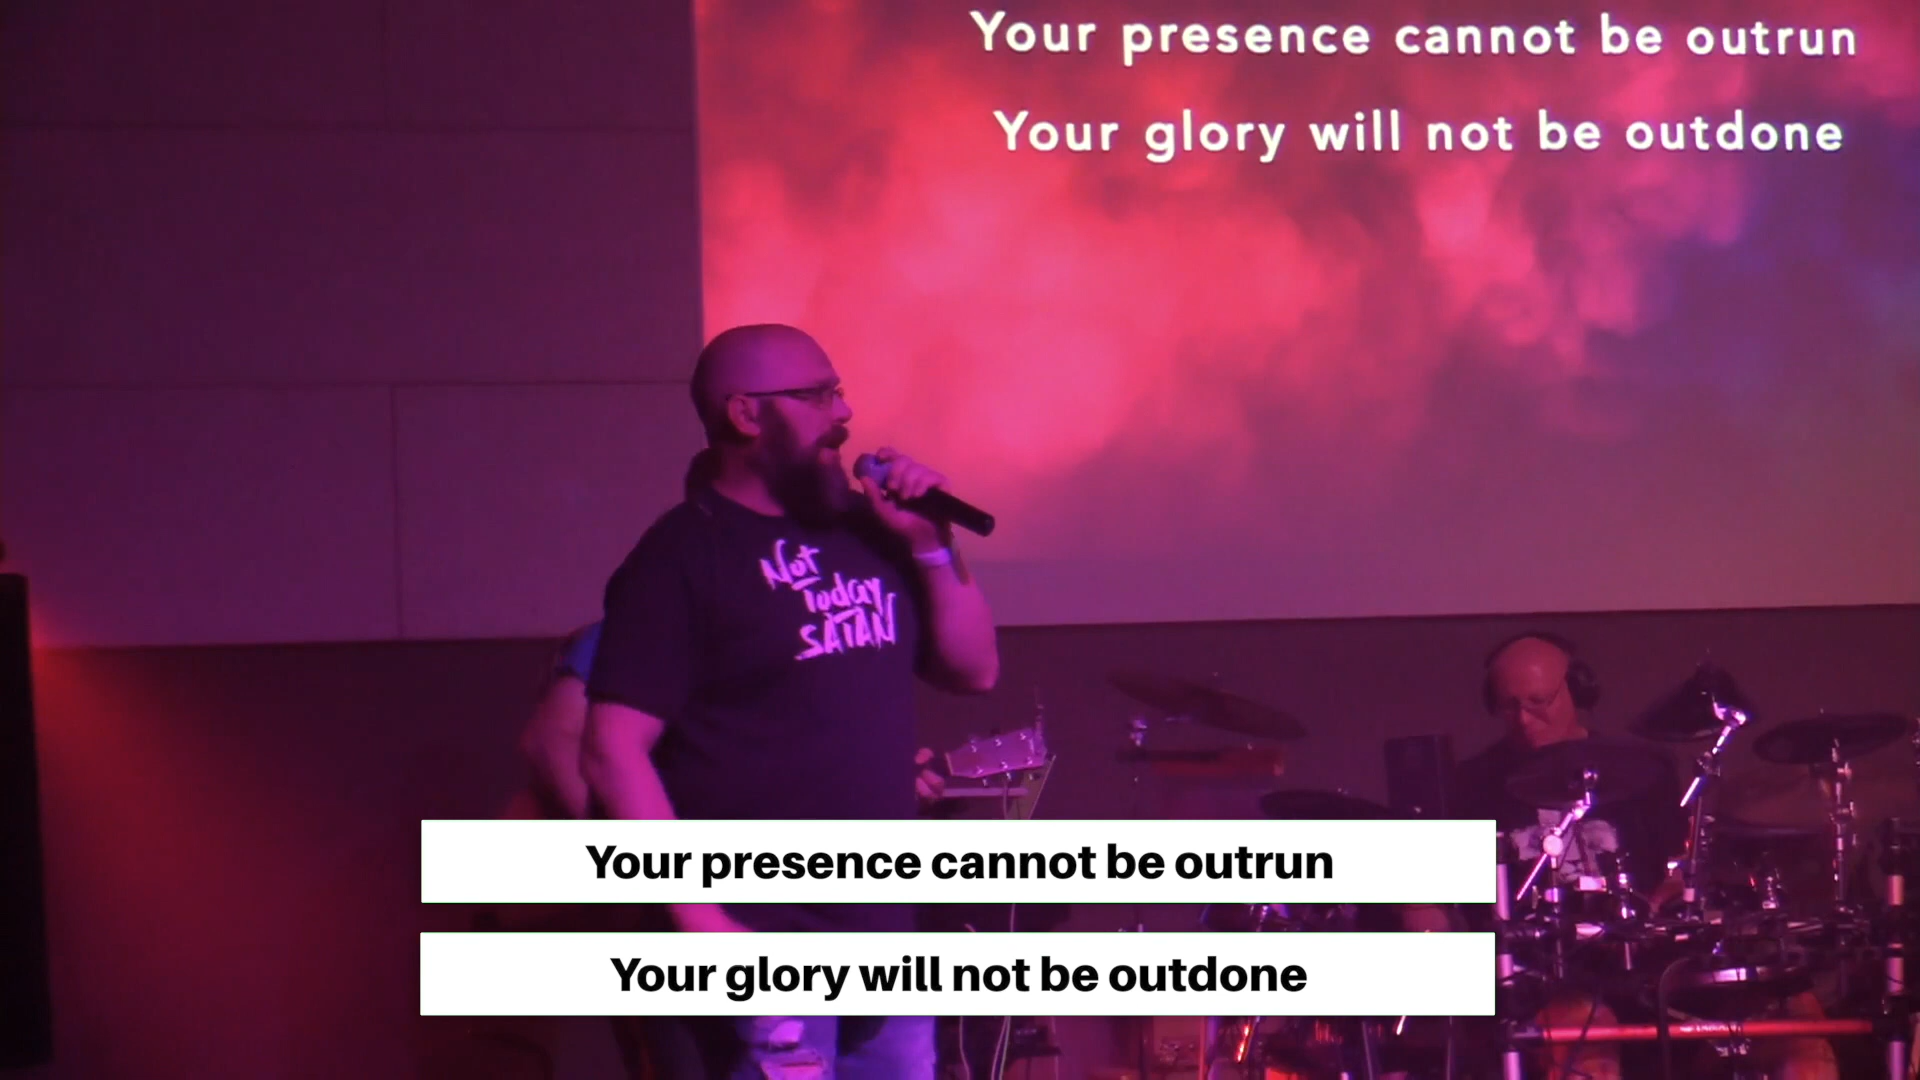 Your presence cannot be outrun
Your glory will not be outdone
Not
Today
SATAN
Your presence cannot be outrun
Your glory will not be outdone